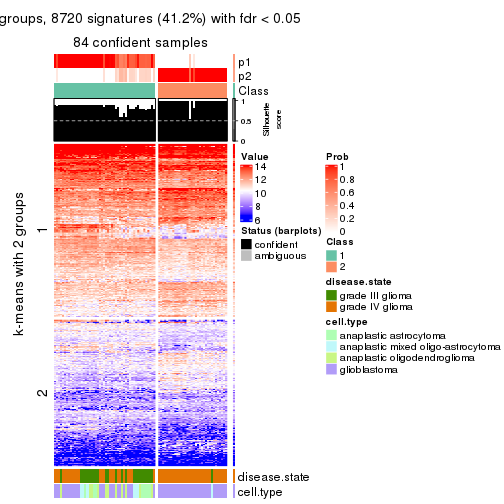 groups, 8720 signatures (41.2%) with fdr < 0.05
84 confident samples
p1
p2
Class
1
0.5
0
Silhouette
score
k-means with 2 groups
1
2
Value
14
12
10
8
6
Status (barplots)
confident
ambiguous
Prob
1
0.8
0.6
0.4
0.2
0
Class
1
2
disease.state
grade III glioma
grade IV glioma
cell.type
anaplastic astrocytoma
anaplastic mixed oligo-astrocytoma
anaplastic oligodendroglioma
glioblastoma
disease.state
cell.type